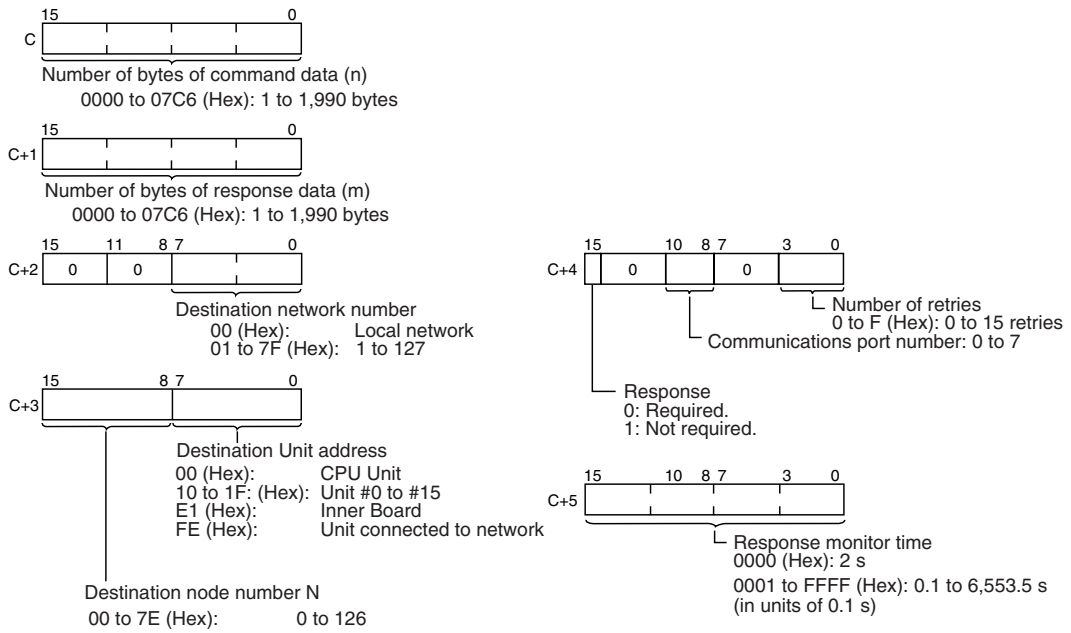 15 0
C
Number of bytes of command data (n)
0000 to 07C6 (Hex): 1 to 1,990 bytes
15 0
C+1
Number of bytes of response data (m)
0000 to 07C6 (Hex): 1 to 1,990 bytes
15 11 8 7 0
C+2 0 0
Destination network number
00 (Hex): Local network
01 to 7F (Hex): 1 to 127
15 8 7 0
C+3
Destination Unit address
00 (Hex): CPU Unit
10 to 1F: (Hex): Unit #0 to #15
E1 (Hex): Inner Board
FE (Hex): Unit connected to network
Destination node number N
00 to 7E (Hex): 0 to 126
15 10 8 7 3 0
C+4 0 0
Number of retries
0 to F (Hex): 0 to 15 retries
Communications port number: 0 to 7
Response
0: Required.
1: Not required.
15 10 8 7 3 0
C+5
Response monitor time
0000 (Hex): 2 s
0001 to FFFF (Hex): 0.1 to 6,553.5 s
(in units of 0.1 s)